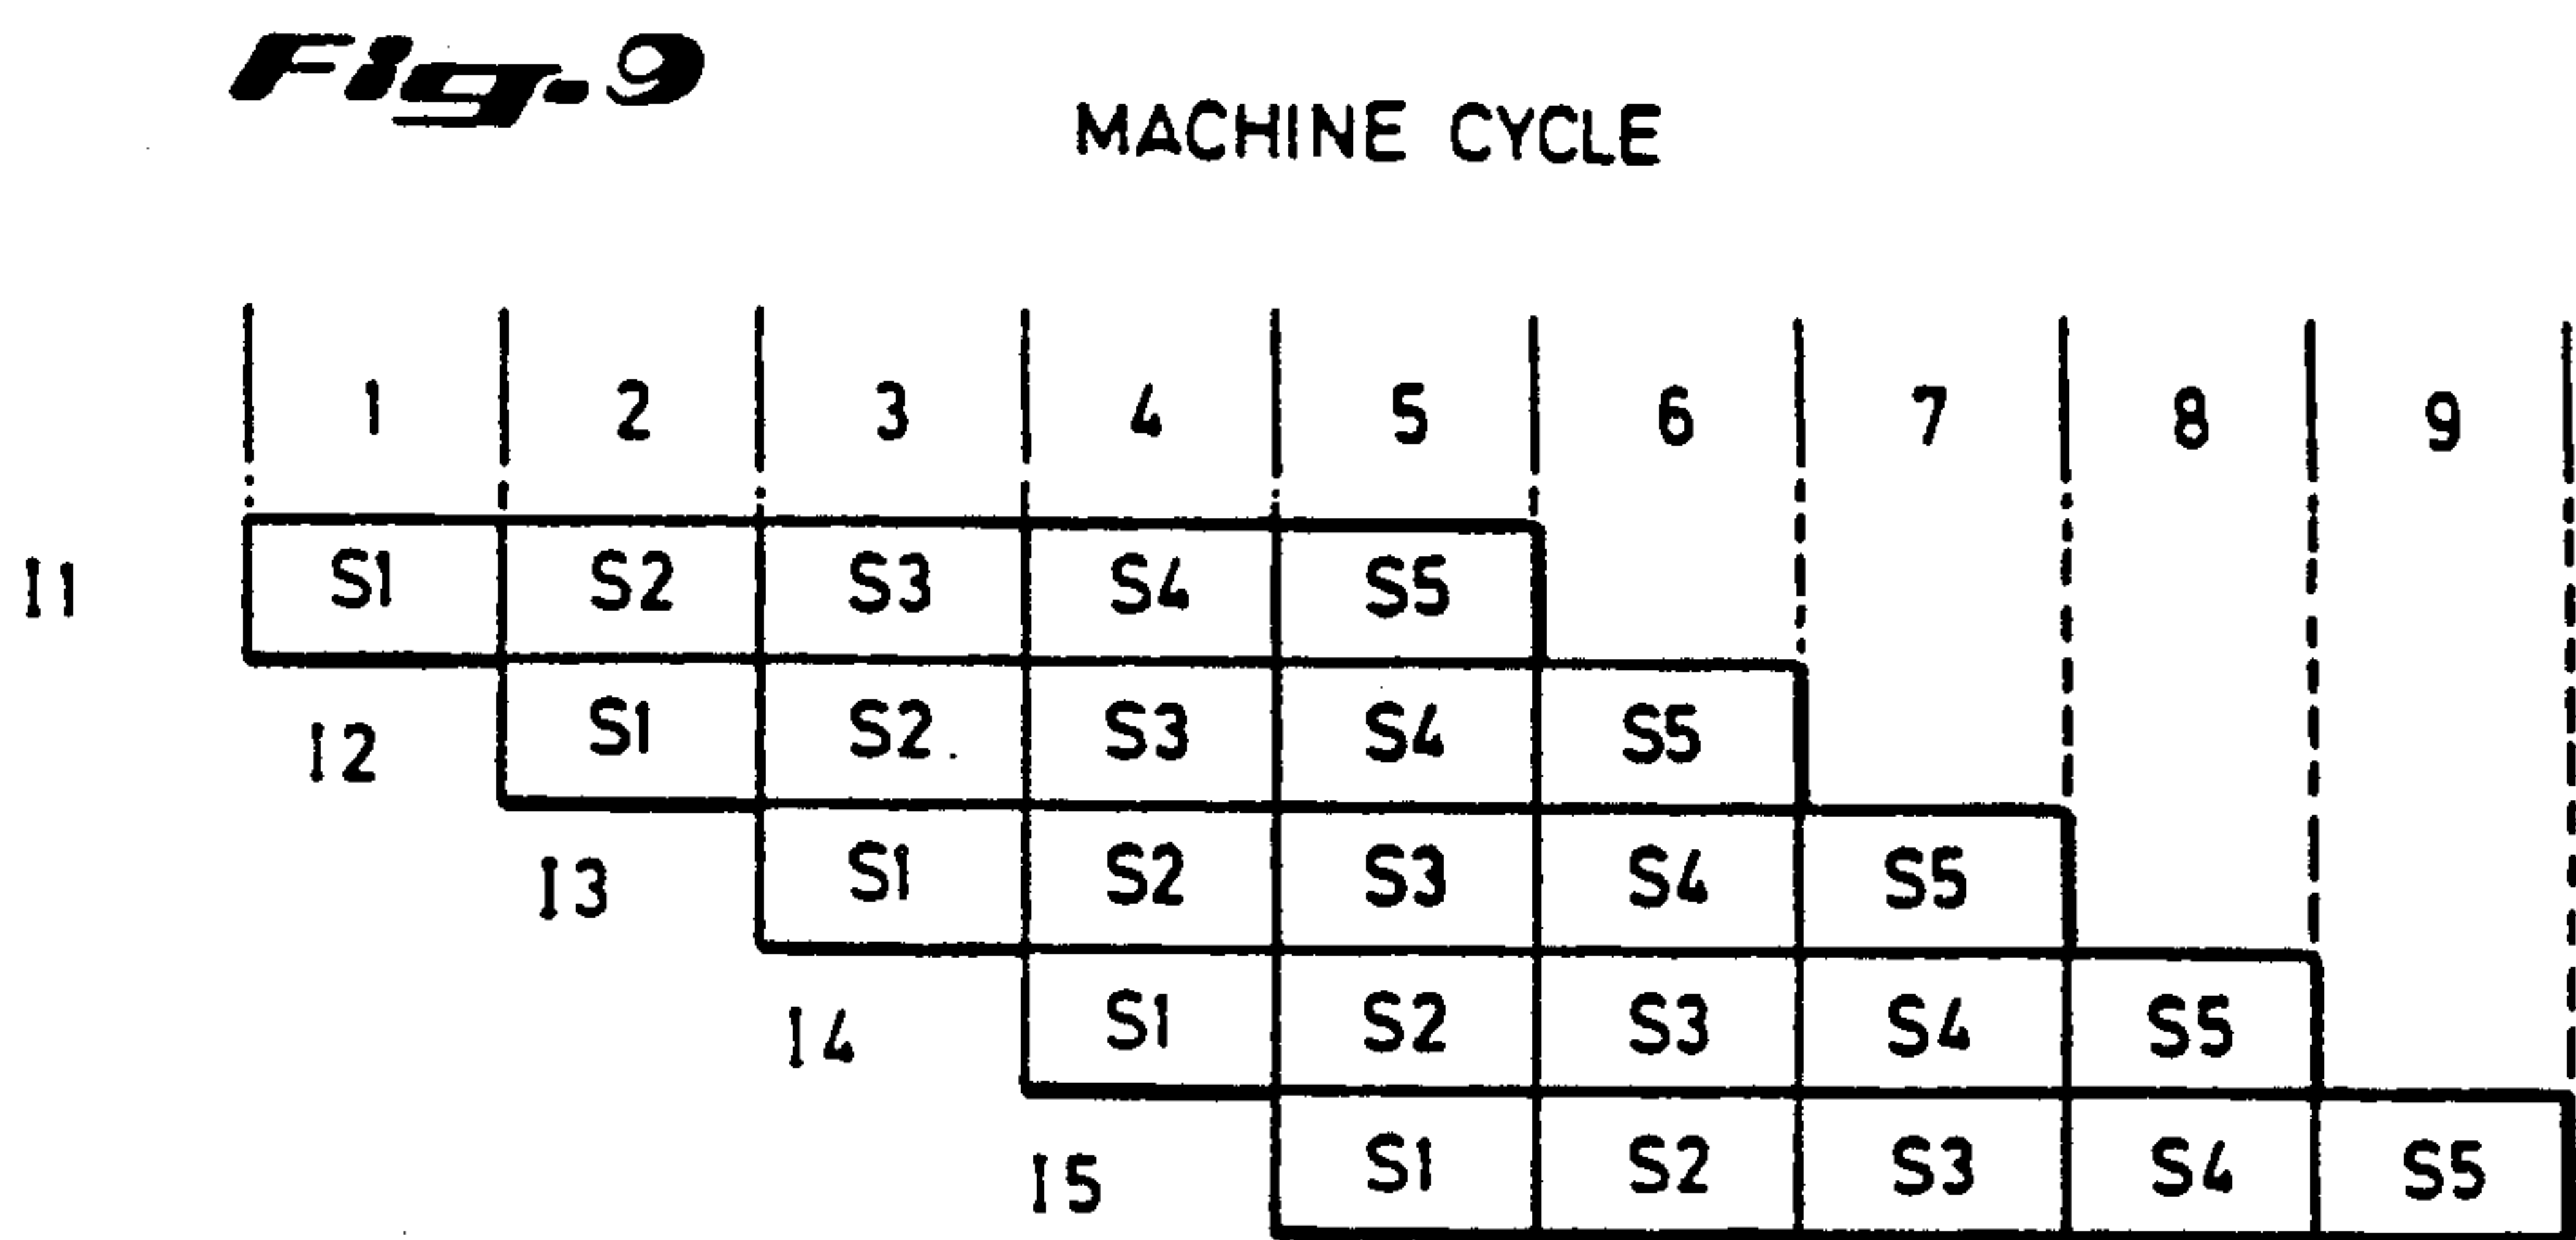 Fig. 9
MACHINE CYCLE
1 2 3 4 5 6 7 8 9
I1 S1 S2 S3 S4 S5
I2 S1 S2 S3 S4 S5
I3 S1 S2 S3 S4 S5
I4 S1 S2 S3 S4 S5
I5 S1 S2 S3 S4 S5